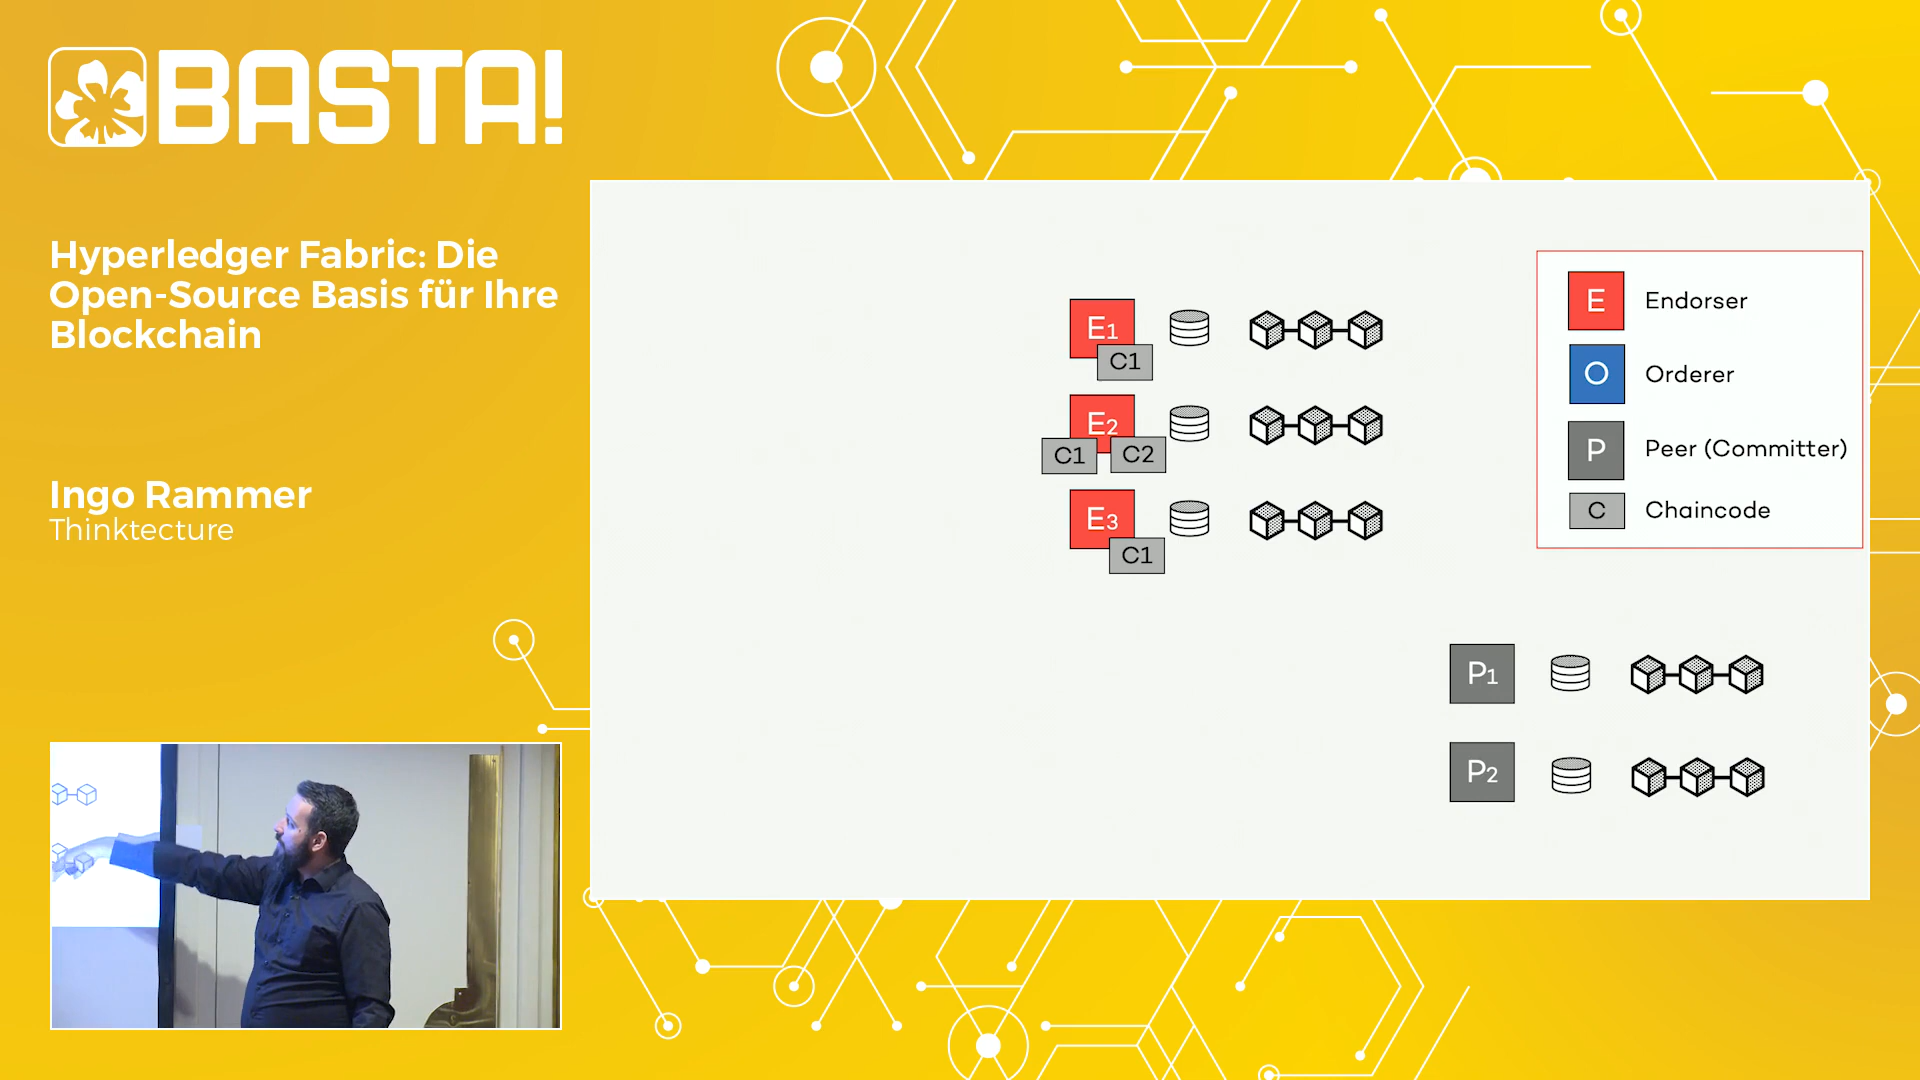 BASTA!
Hyperledger Fabric: Die
Open-Source Basis für Ihre
Blockchain
Ingo Rammer
Thinktecture
E1
C1
E2
C1
C2
E3
C1
E Endorser
O Orderer
P Peer (Committer)
C Chaincode
P1
P2